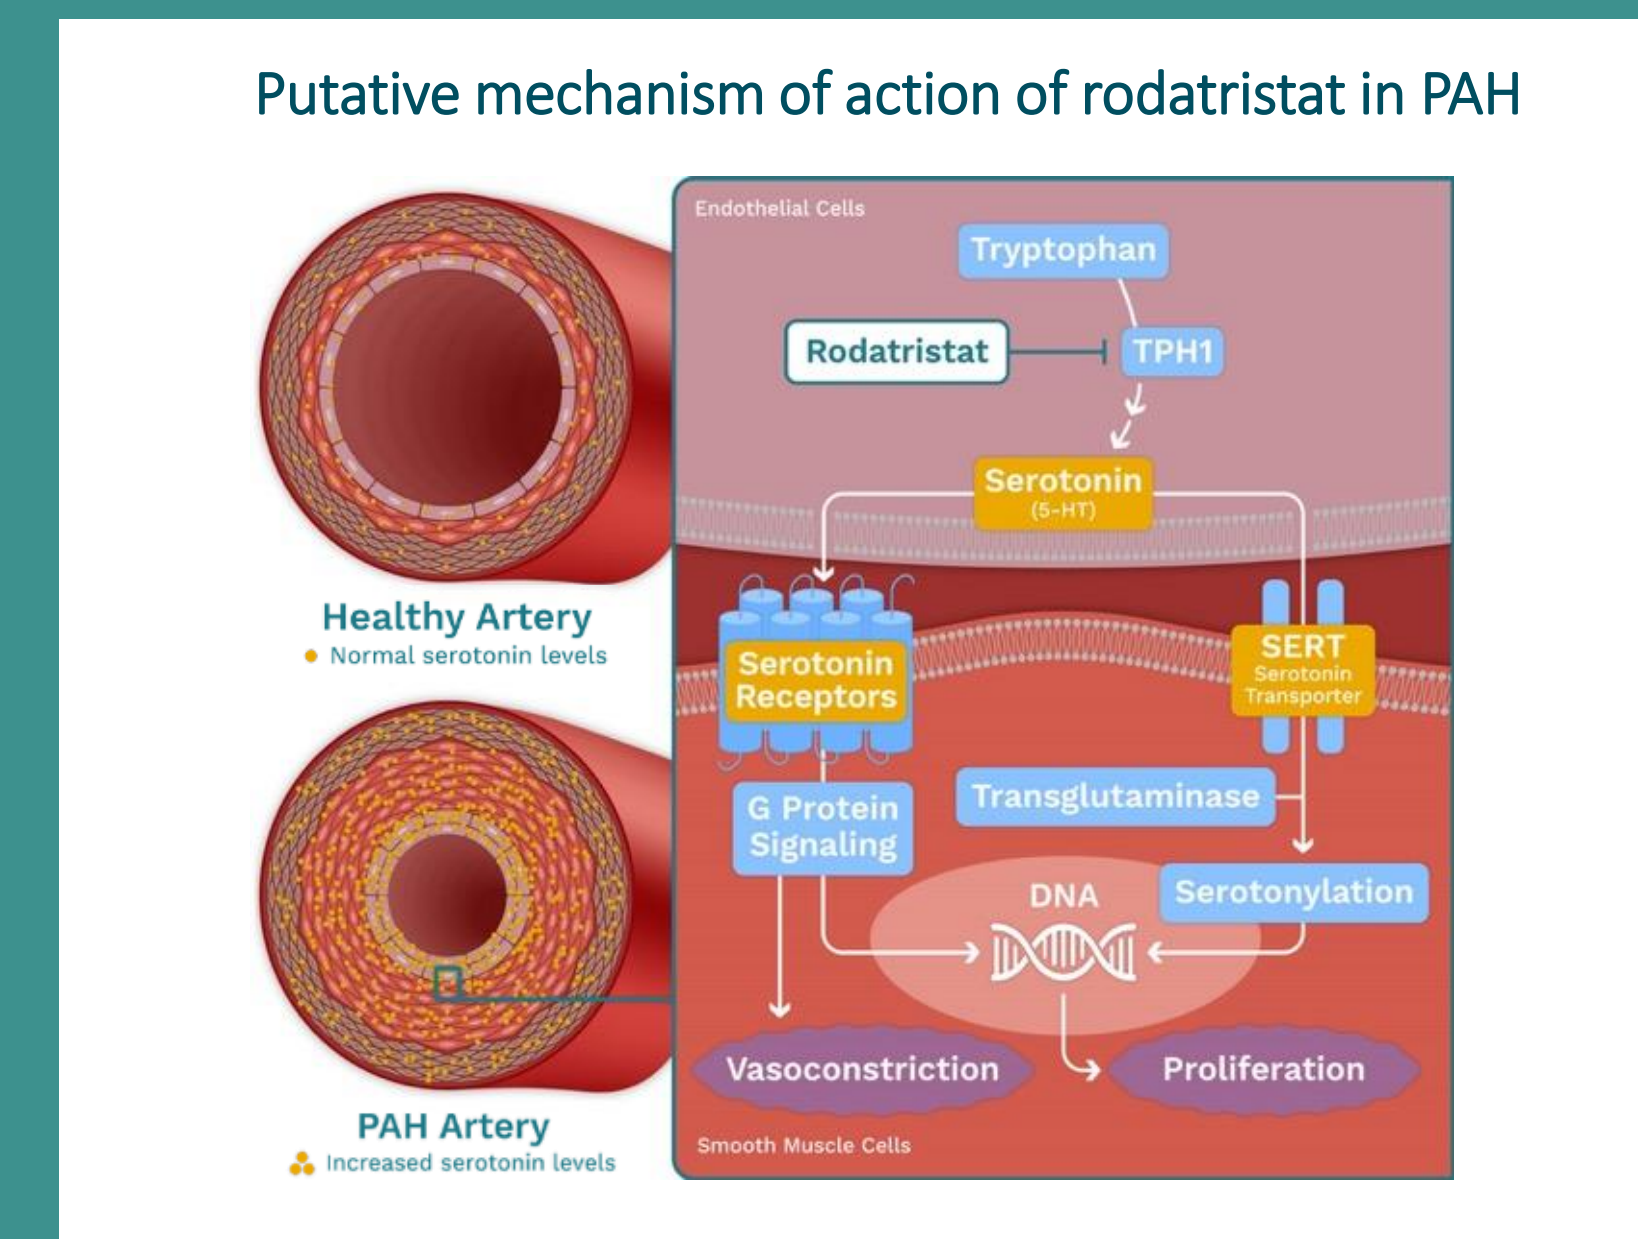 Putative mechanism of action of rodatristat in PAH
Healthy Artery
Normal serotonin levels
PAH Artery
Increased serotonin levels
Endothelial Cells
Tryptophan
Rodatristat
TPH1
Serotonin
(5-HT)
Serotonin
Receptors
SERT
Serotonin
Transporter
G Protein
Signaling
Transglutaminase
DNA
Serotonylation
Vasoconstriction
Proliferation
Smooth Muscle Cells